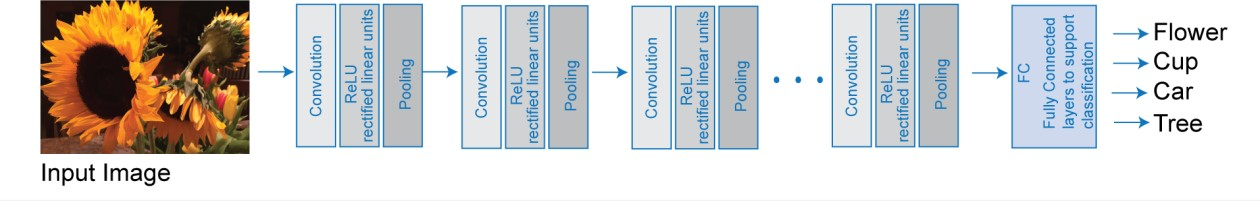 Input Image
Convolution
ReLU
rectified linear units
Pooling
Convolution
ReLU
rectified linear units
Pooling
Convolution
ReLU
rectified linear units
Pooling
. . .
Convolution
ReLU
rectified linear units
Pooling
FC
Fully Connected
layers to support
classification
Flower
Cup
Car
Tree